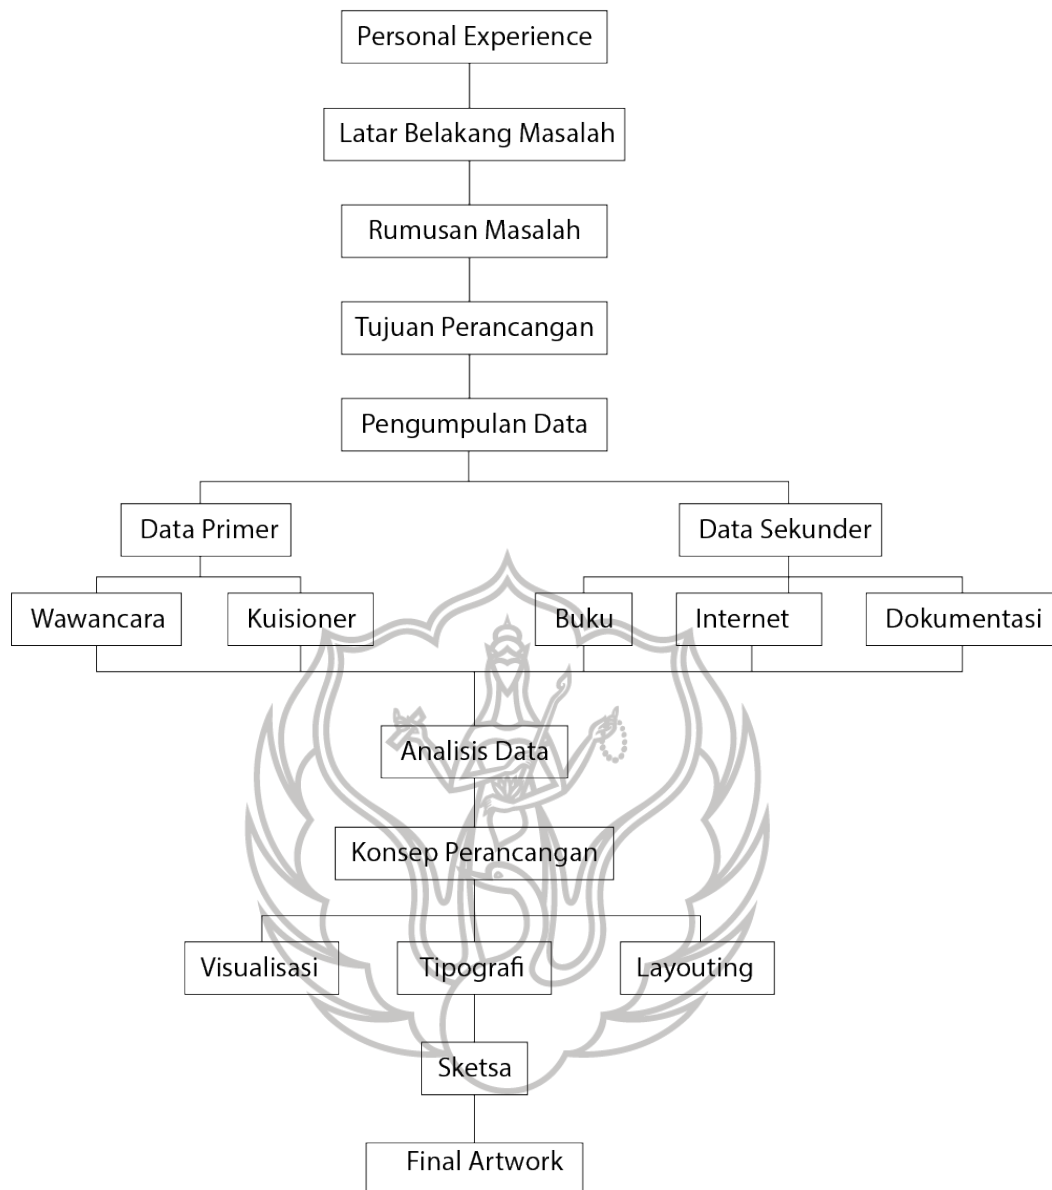 Personal Experience
Latar Belakang Masalah
Rumusan Masalah
Tujuan Perancangan
Pengumpulan Data
Data Primer
Data Sekunder
Wawancara
Kuisioner
Buku
Internet
Dokumentasi
Analisis Data
Konsep Perancangan
Visualisasi
Tipografi
Layouting
Sketsa
Final Artwork